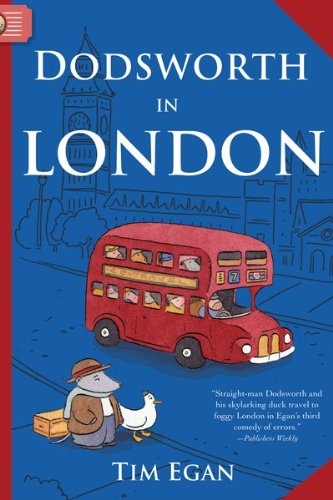 DODSWORTH
IN
LONDON
"Straight-man Dodsworth and
his skylarking duck travel to
foggy London in Egan's third
comedy of errors."
—Publishers Weekly
TIM EGAN